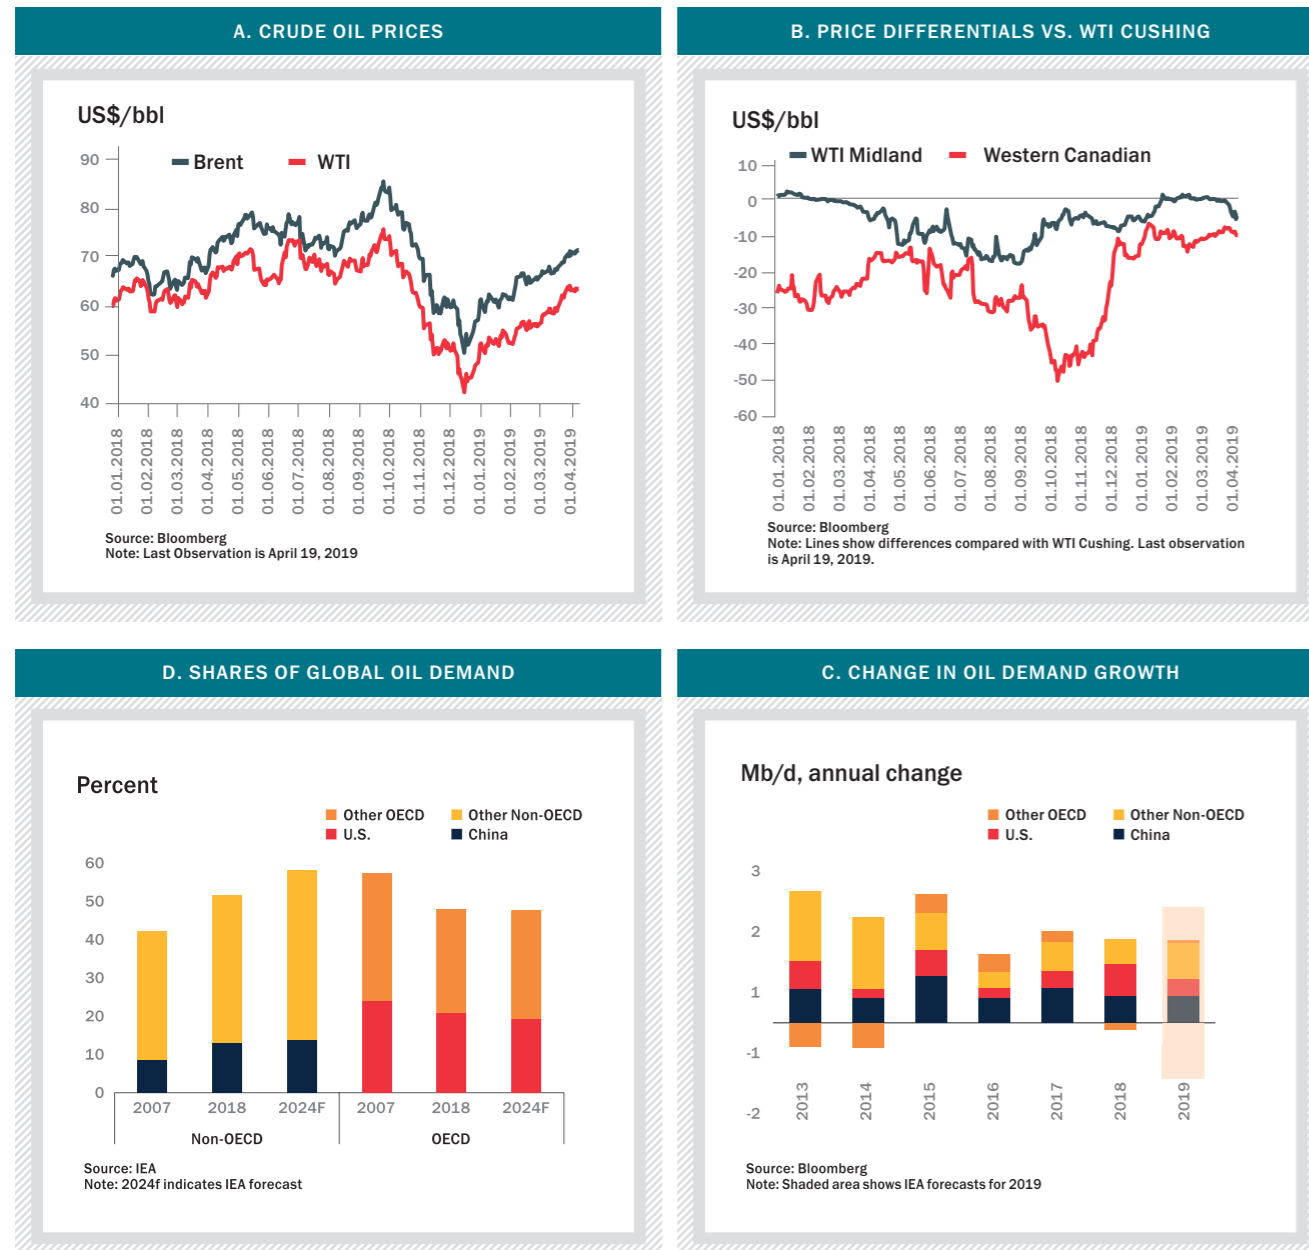 A. CRUDE OIL PRICES
US$/bbl
Brent
WTI
90
80
70
60
50
40
01.01.2018
01.02.2018
01.03.2018
01.04.2018
01.05.2018
01.06.2018
01.07.2018
01.08.2018
01.09.2018
01.10.2018
01.11.2018
01.12.2018
01.01.2019
01.02.2019
01.03.2019
01.04.2019
Source: Bloomberg
Note: Last Observation is April 19, 2019
B. PRICE DIFFERENTIALS VS. WTI CUSHING
US$/bbl
WTI Midland
Western Canadian
10
0
-10
-20
-30
-40
-50
-60
01.01.2018
01.02.2018
01.03.2018
01.04.2018
01.05.2018
01.06.2018
01.07.2018
01.08.2018
01.09.2018
01.10.2018
01.11.2018
01.12.2018
01.01.2019
01.02.2019
01.03.2019
01.04.2019
Source: Bloomberg
Note: Lines show differences compared with WTI Cushing. Last observation
is April 19, 2019.
D. SHARES OF GLOBAL OIL DEMAND
Percent
Other OECD
Other Non-OECD
U.S.
China
60
50
40
30
20
10
0
2007
2018
2024F
2007
2018
2024F
Non-OECD
OECD
Source: IEA
Note: 2024f indicates IEA forecast
C. CHANGE IN OIL DEMAND GROWTH
Mb/d, annual change
Other OECD
Other Non-OECD
U.S.
China
3
2
1
-1
-2
2013
2014
2015
2016
2017
2018
2019
Source: Bloomberg
Note: Shaded area shows IEA forecasts for 2019